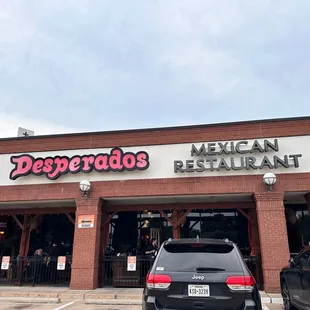 Desperados
MEXICAN
RESTAURANT
Jeep